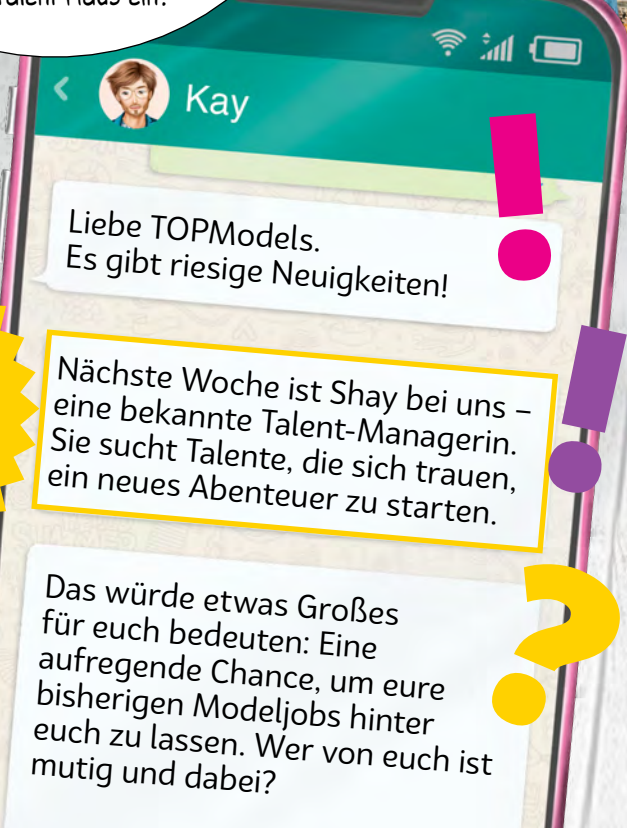 Kay
Liebe TOPModels.
Es gibt riesige Neuigkeiten!
Nächste Woche ist Shay bei uns –
eine bekannte Talent-Managerin.
Sie sucht Talente, die sich trauen,
ein neues Abenteuer zu starten.
Das würde etwas Großes
für euch bedeuten: Eine
aufregende Chance, um eure
bisherigen Modeljobs hinter
euch zu lassen. Wer von euch ist
mutig und dabei?